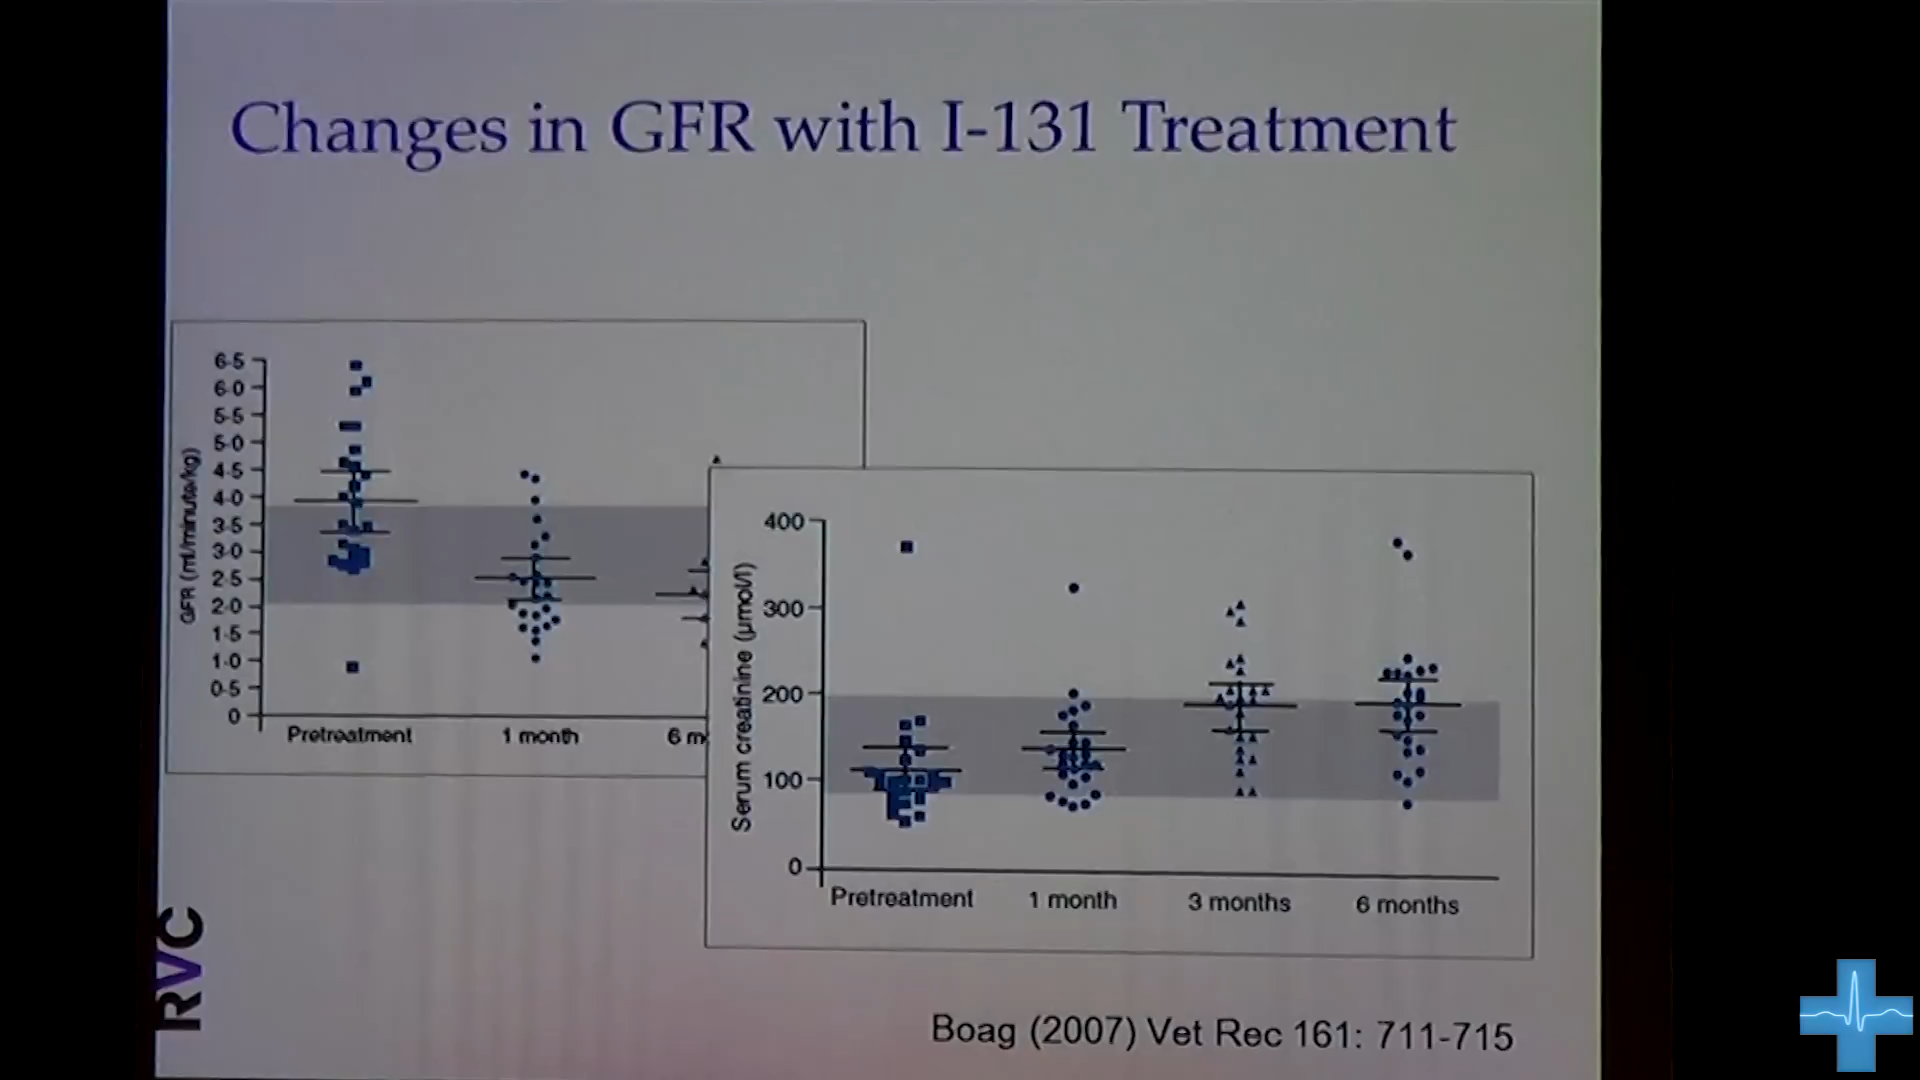 Changes in GFR with I-131 Treatment
GFR (ml/minute/kg)
6·5
6·0
5·5
5·0
4·5
4·0
3·5
3·0
2·5
2·0
1·5
1·0
0·5
0
Pretreatment 1 month 6 m
Serum creatinine (µmol/l)
400
300
200
100
0
Pretreatment 1 month 3 months 6 months
RVC
Boag (2007) Vet Rec 161: 711-715